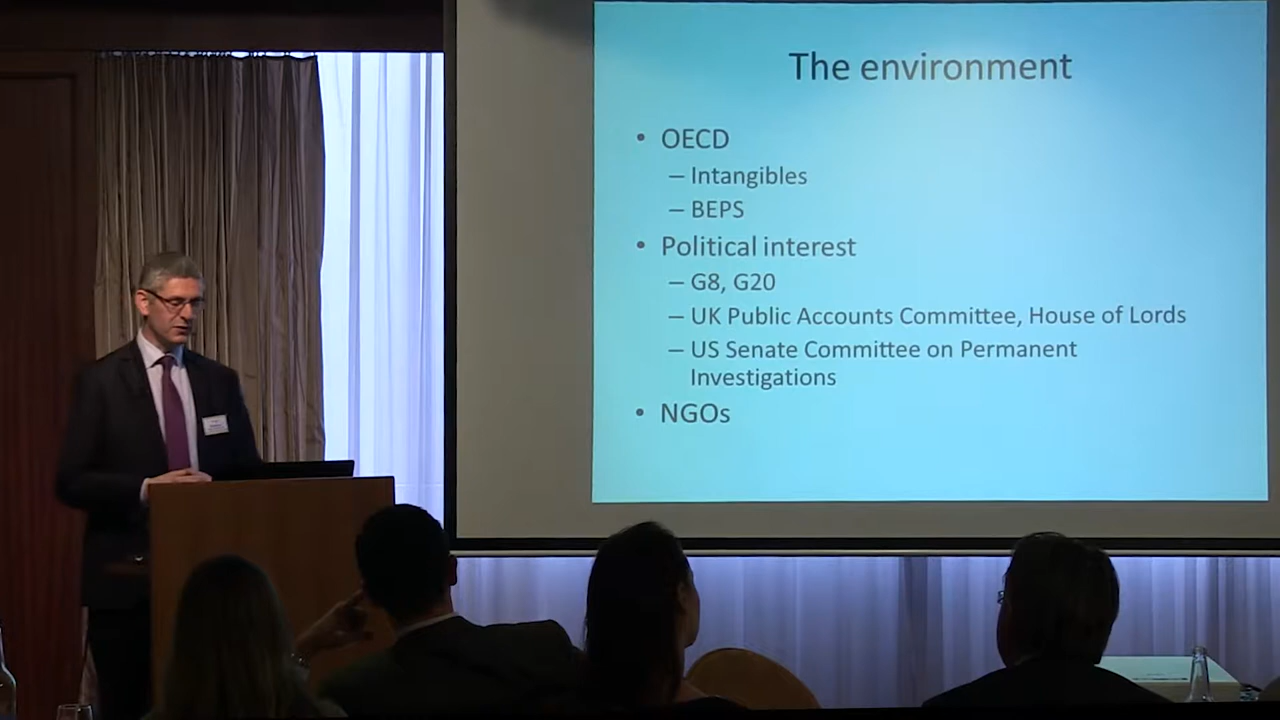 The environment
• OECD
– Intangibles
– BEPS
• Political interest
– G8, G20
– UK Public Accounts Committee, House of Lords
– US Senate Committee on Permanent
Investigations
• NGOs